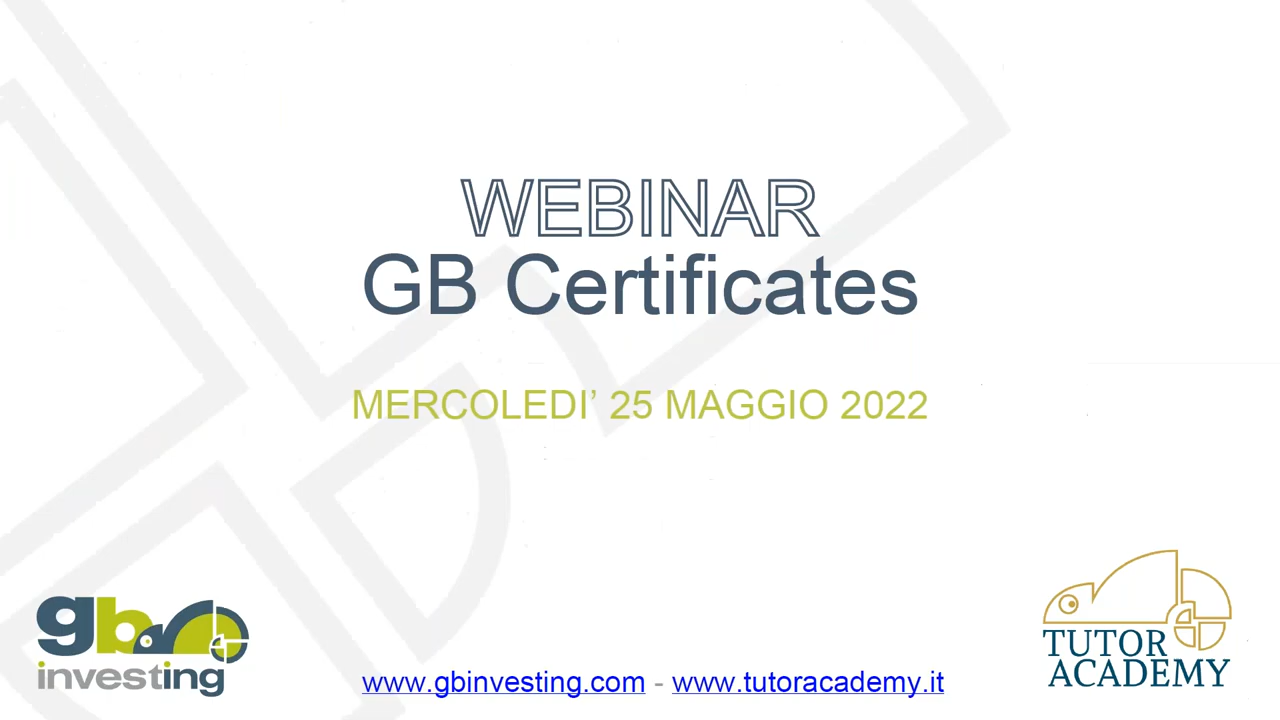 WEBINAR
GB Certificates
MERCOLEDI’ 25 MAGGIO 2022
gb
investing
www.gbinvesting.com - www.tutoracademy.it
TUTOR
ACADEMY